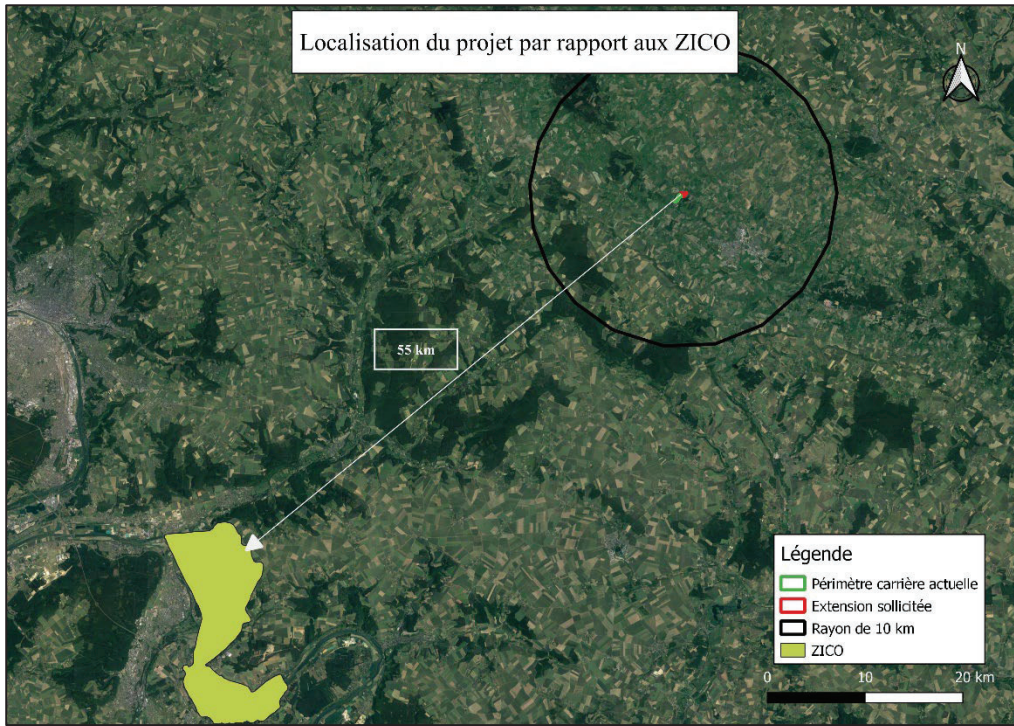 Localisation du projet par rapport aux ZICO
N
55 km
Légende
Périmètre carrière actuelle
Extension sollicitée
Rayon de 10 km
ZICO
0 10 20 km